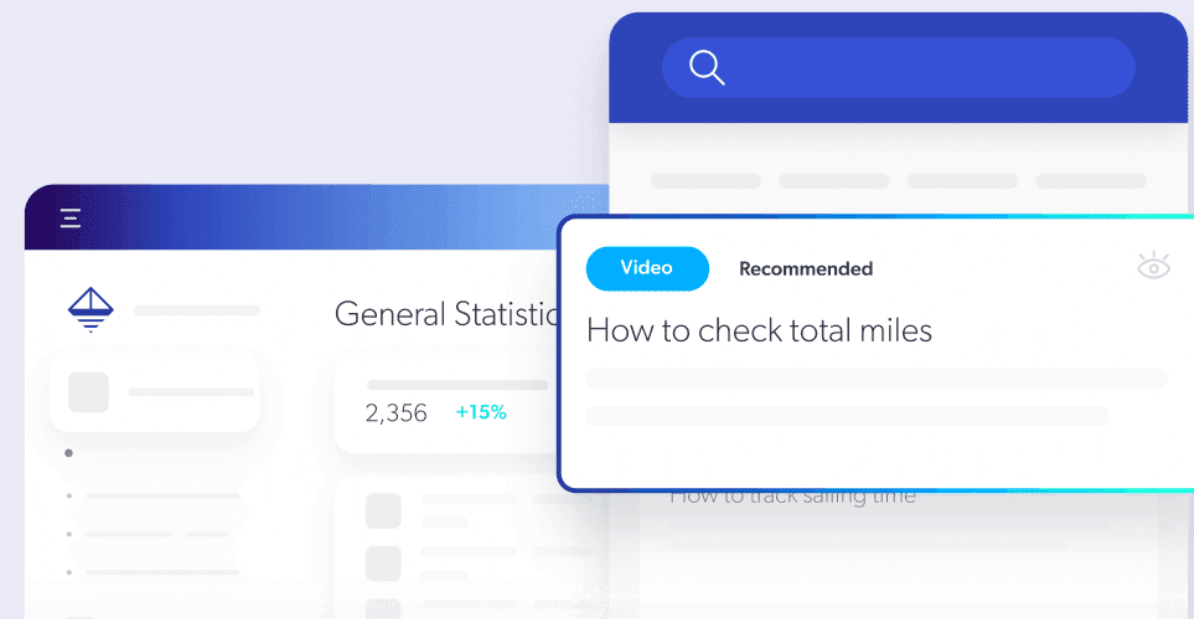 General Statistic
2,356 +15%
Video Recommended
How to check total miles
How to track sailing time